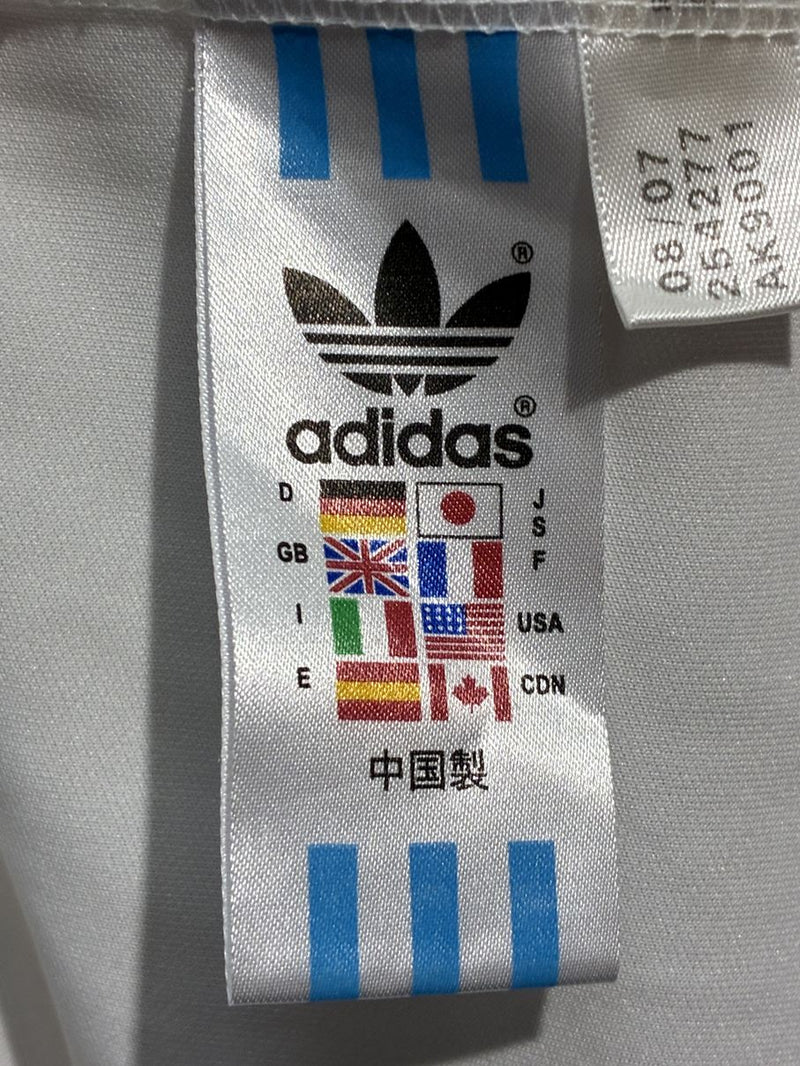 ®
®
adidas
D
J
S
GB
F
I
USA
E
CDN
中国製
08/07
254277
AK9001